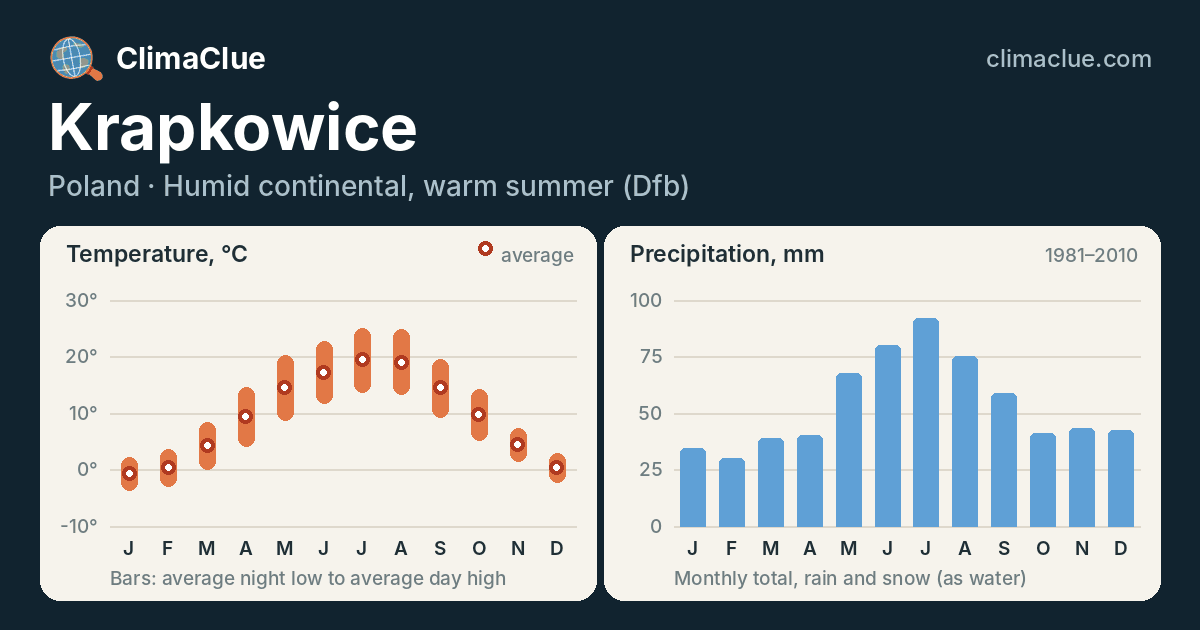 ClimaClue
climaclue.com
Krapkowice
Poland · Humid continental, warm summer (Dfb)
Temperature, °C
average
30°
20°
10°
0°
-10°
J F M A M J J A S O N D
Bars: average night low to average day high
Precipitation, mm
1981–2010
100
75
50
25
0
J F M A M J J A S O N D
Monthly total, rain and snow (as water)